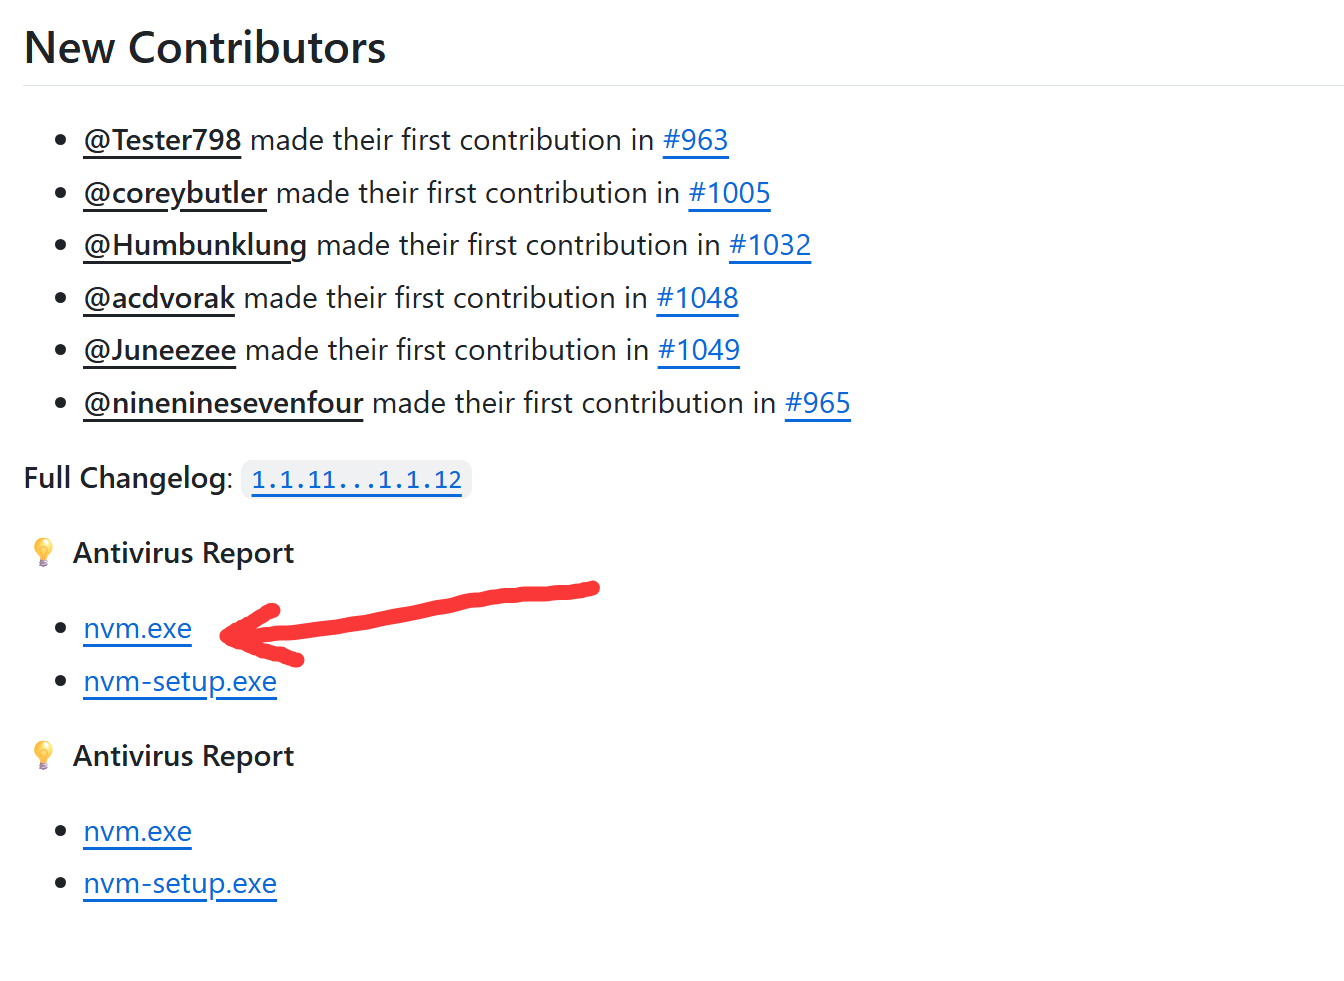 New Contributors
@Tester798 made their first contribution in #963
@coreybutler made their first contribution in #1005
@Humbunklung made their first contribution in #1032
@acdvorak made their first contribution in #1048
@Juneezee made their first contribution in #1049
@nineninesevenfour made their first contribution in #965
Full Changelog: 1.1.11...1.1.12
💡 Antivirus Report
nvm.exe
nvm-setup.exe
💡 Antivirus Report
nvm.exe
nvm-setup.exe